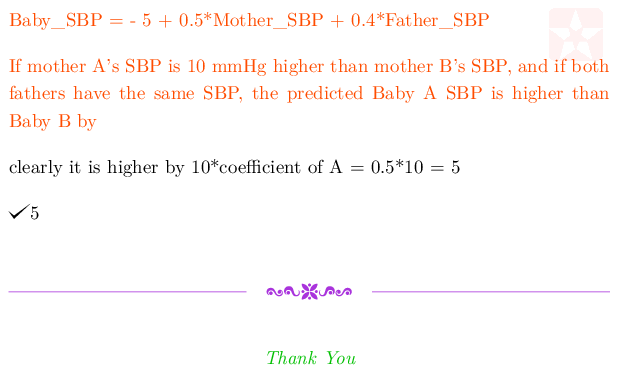 Baby_SBP = - 5 + 0.5*Mother_SBP + 0.4*Father_SBP
If mother A's SBP is 10 mmHg higher than mother B's SBP, and if both
fathers have the same SBP, the predicted Baby A SBP is higher than
Baby B by
clearly it is higher by 10*coefficient of A = 0.5*10 = 5
✓5
Thank You